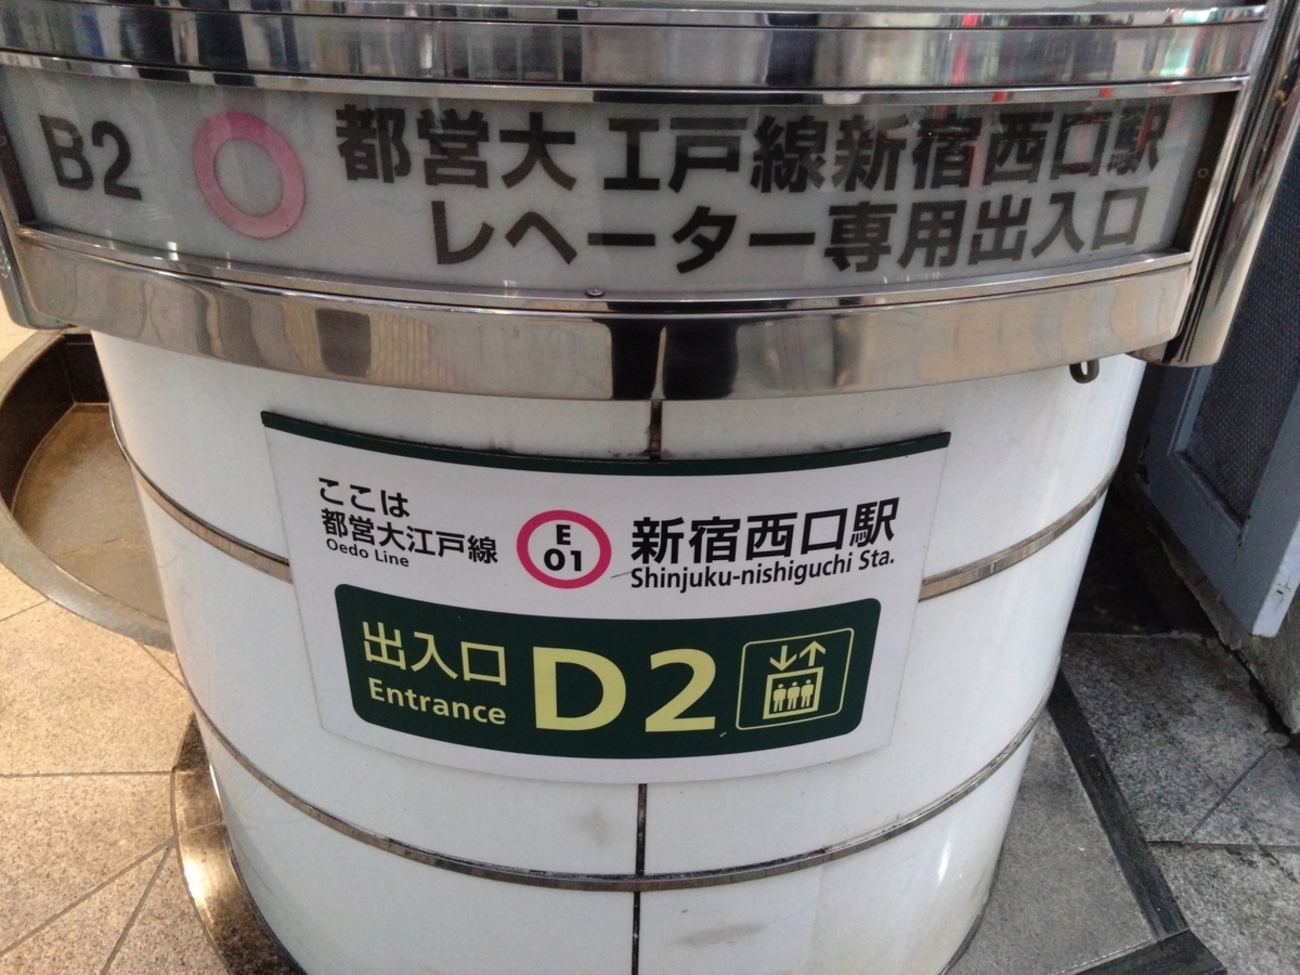 B2 都営大江戸線新宿西口駅
レヘーター専用出入口
ここは
都営大江戸線
Oedo Line
E
01
新宿西口駅
Shinjuku-nishiguchi Sta.
出入口
Entrance
D2